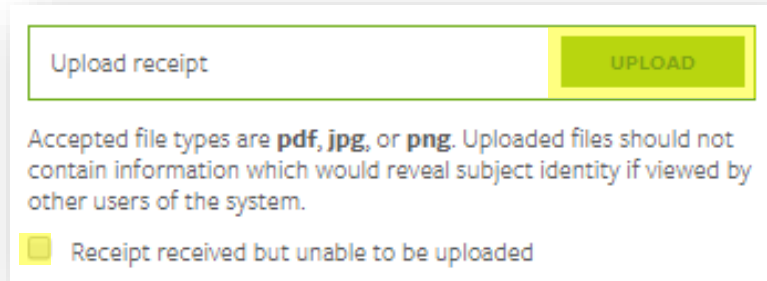 Upload receipt UPLOAD
Accepted file types are pdf, jpg, or png. Uploaded files should not
contain information which would reveal subject identity if viewed by
other users of the system.
Receipt received but unable to be uploaded